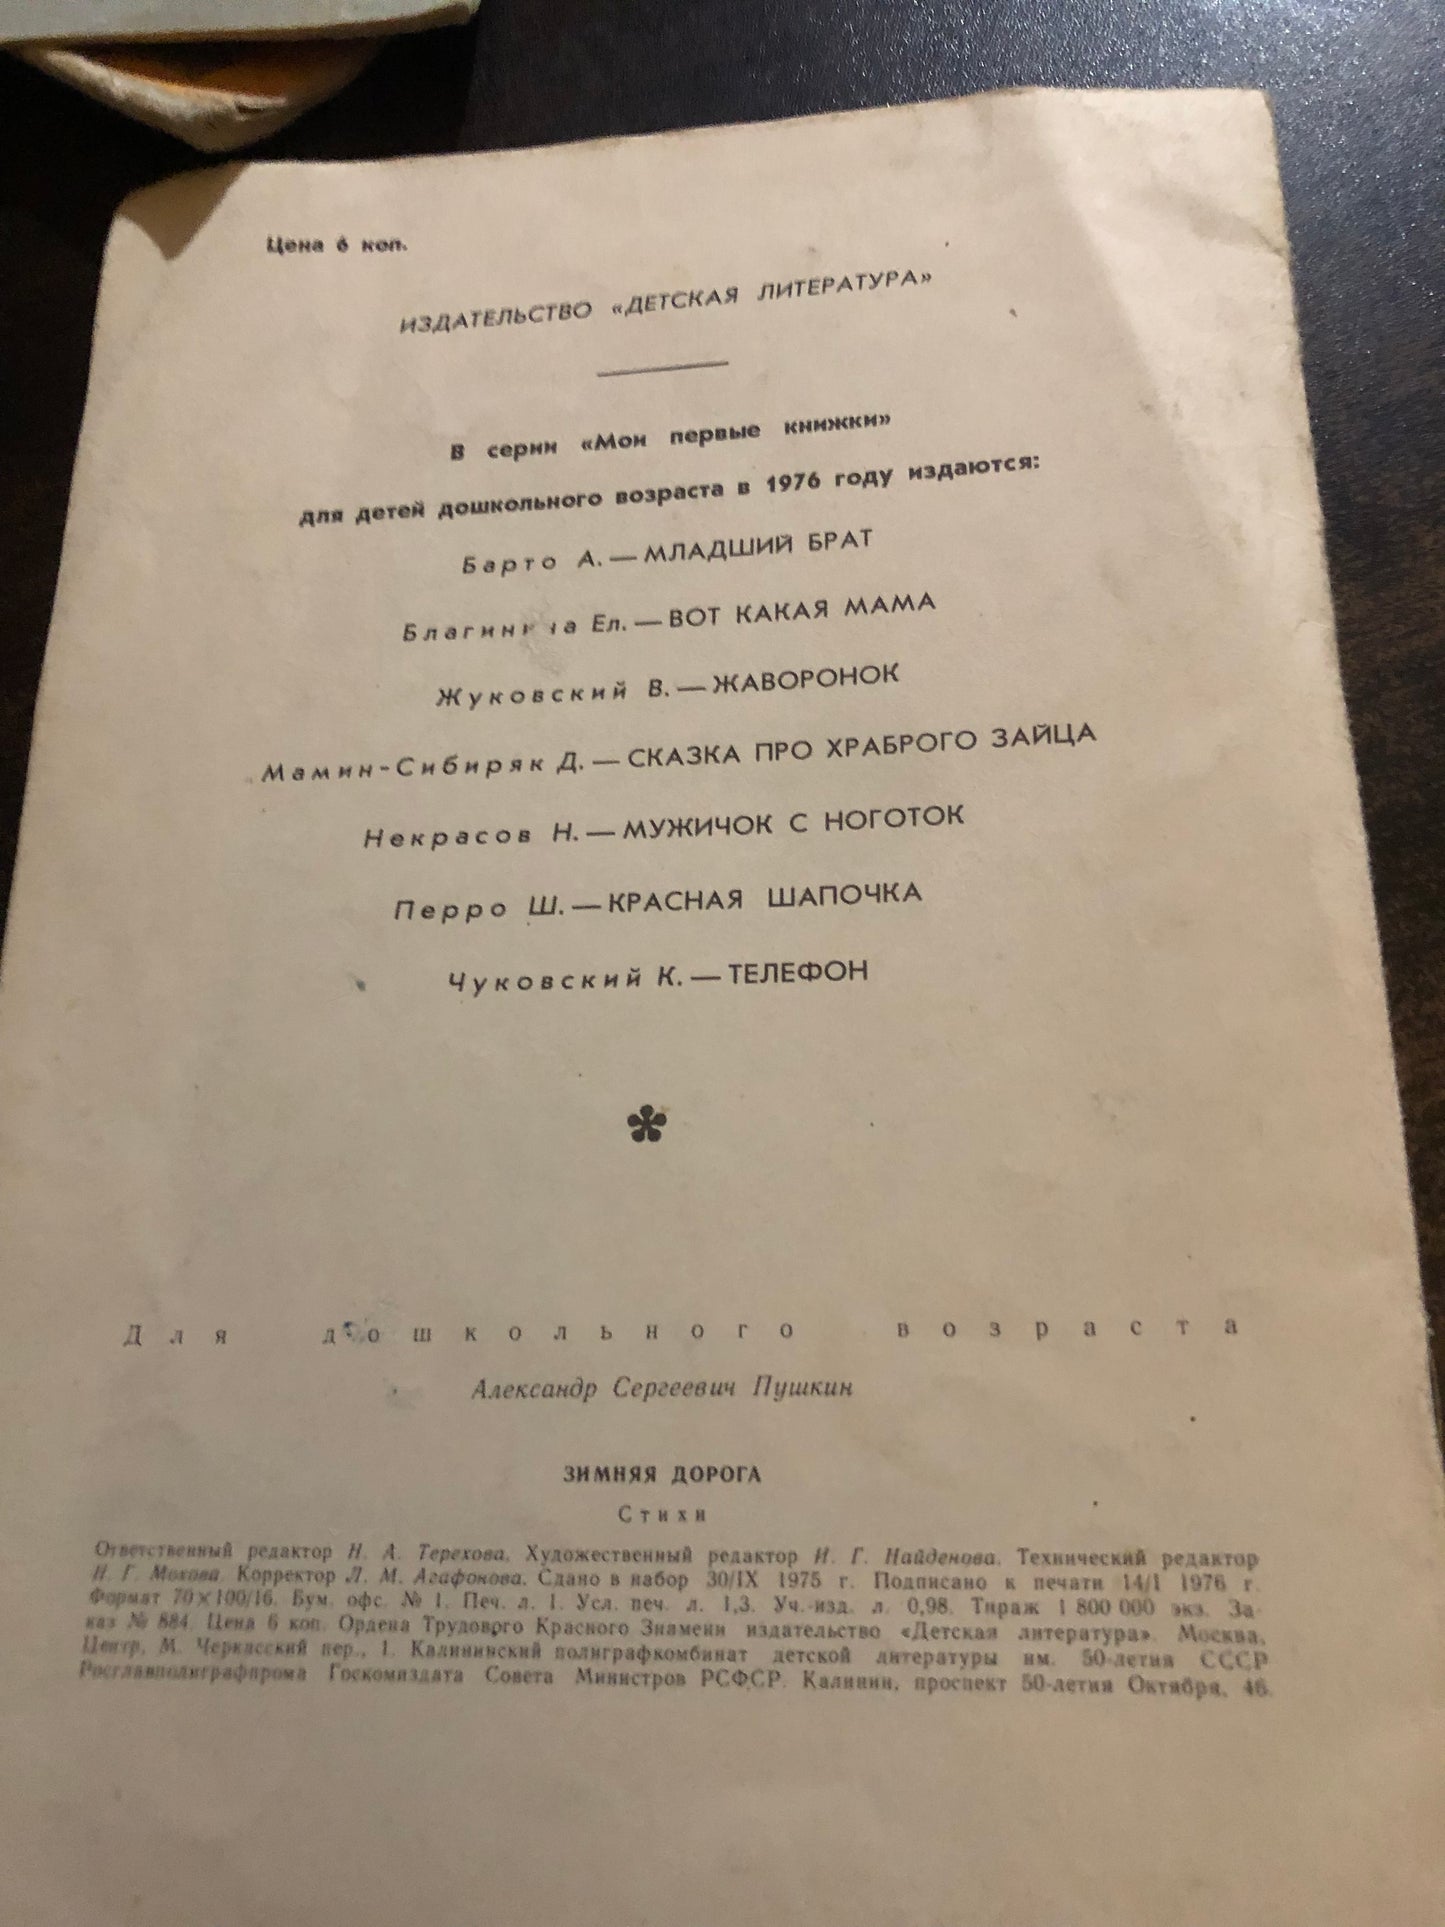 Цена 6 коп.
ИЗДАТЕЛЬСТВО «ДЕТСКАЯ ЛИТЕРАТУРА»
В серии «Мои первые книжки»
для детей дошкольного возраста в 1976 году издаются:
Барто А. — МЛАДШИЙ БРАТ
Благинина Ел. — ВОТ КАКАЯ МАМА
Жуковский В. — ЖАВОРОНОК
Мамин-Сибиряк Д. — СКАЗКА ПРО ХРАБРОГО ЗАЙЦА
Некрасов Н. — МУЖИЧОК С НОГОТОК
Перро Ш. — КРАСНАЯ ШАПОЧКА
Чуковский К. — ТЕЛЕФОН
*
Для дошкольного возраста
Александр Сергеевич Пушкин
ЗИМНЯЯ ДОРОГА
Стихи
Ответственный редактор Н. А. Терехова. Художественный редактор И. Г. Найденова. Технический редактор
Н. Г. Мохова. Корректор Л. М. Агафонова. Сдано в набор 30/IX 1975 г. Подписано к печати 14/I 1976 г.
Формат 70×100/16. Бум. офс. № 1. Печ. л. 1. Усл. печ. л. 1,3. Уч.-изд. л. 0,98. Тираж 1 800 000 экз. За-
каз № 884. Цена 6 коп. Ордена Трудового Красного Знамени издательство «Детская литература». Москва,
Центр, М. Черкасский пер., 1. Калининский полиграфкомбинат детской литературы им. 50-летия СССР
Росглавполиграфпрома Госкомиздата Совета Министров РСФСР. Калинин, проспект 50-летия Октября, 46.